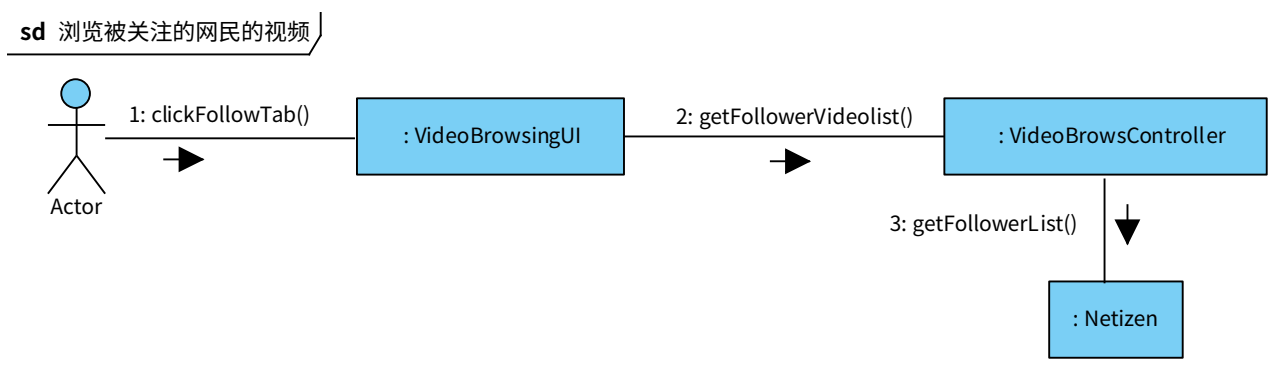 sd 浏览被关注的网民的视频
1: clickFollowTab()
: VideoBrowsingUI
2: getFollowerVideolist()
: VideoBrowsController
Actor
3: getFollowerList()
: Netizen